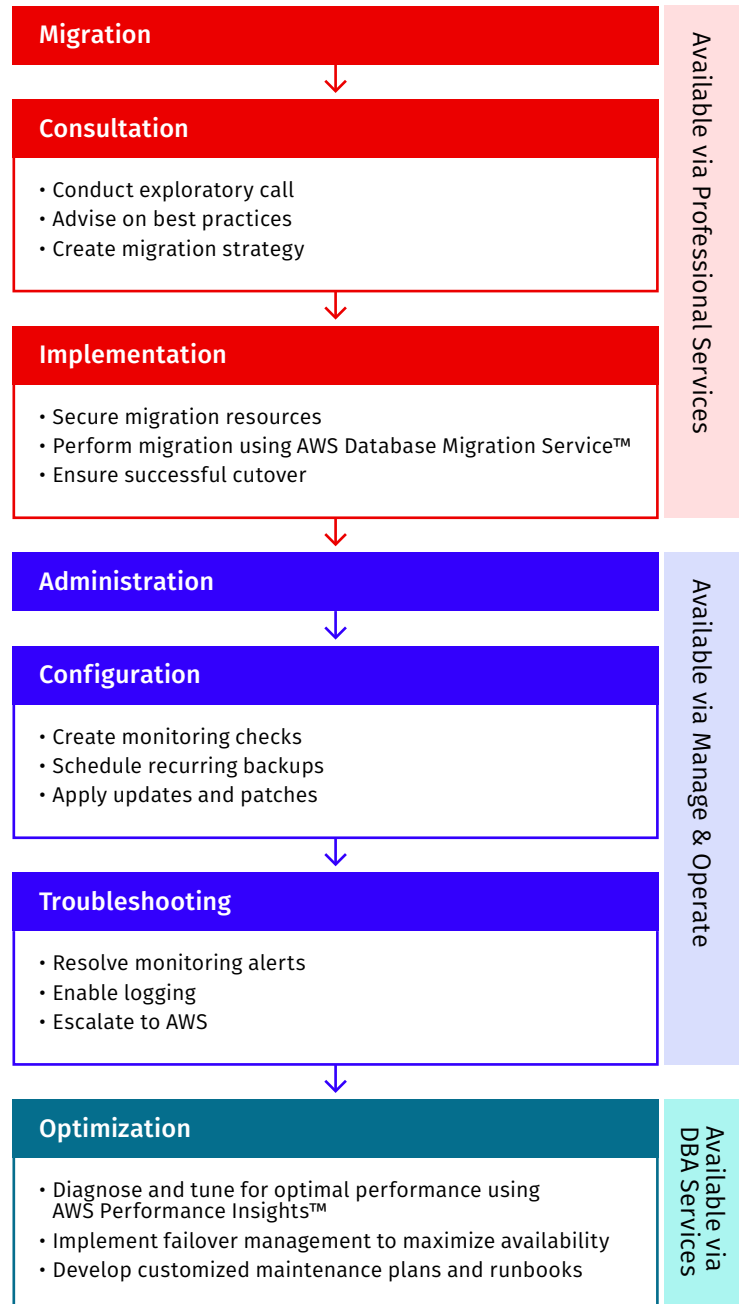 Migration
Consultation
• Conduct exploratory call
• Advise on best practices
• Create migration strategy
Implementation
• Secure migration resources
• Perform migration using AWS Database Migration Service™
• Ensure successful cutover
Available via Professional Services
Administration
Configuration
• Create monitoring checks
• Schedule recurring backups
• Apply updates and patches
Troubleshooting
• Resolve monitoring alerts
• Enable logging
• Escalate to AWS
Available via Manage & Operate
Optimization
• Diagnose and tune for optimal performance using
AWS Performance Insights™
• Implement failover management to maximize availability
• Develop customized maintenance plans and runbooks
Available via
DBA Services